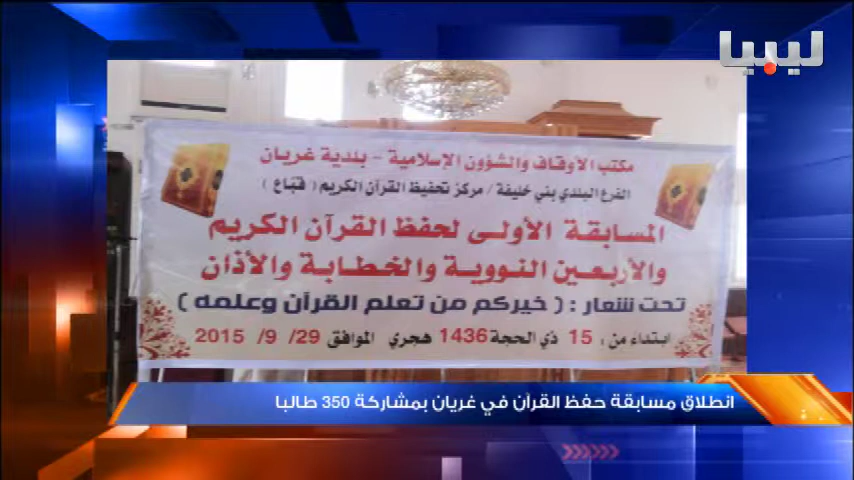 ليبيا
مكتب الأوقاف والشؤون الإسلامية - بلدية غريان
الفرع البلدي بني خليفة / مركز تحفيظ القرآن الكريم ( قباع )
المسابقة الأولى لحفظ القرآن الكريم
والأربعين النووية والخطابة والأذان
تحت شعار : ( خيركم من تعلم القرآن وعلمه )
ابتداء من : 15 ذي الحجة 1436 هجري الموافق 29/ 9/ 2015
انطلاق مسابقة حفظ القرآن في غريان بمشاركة 350 طالبا